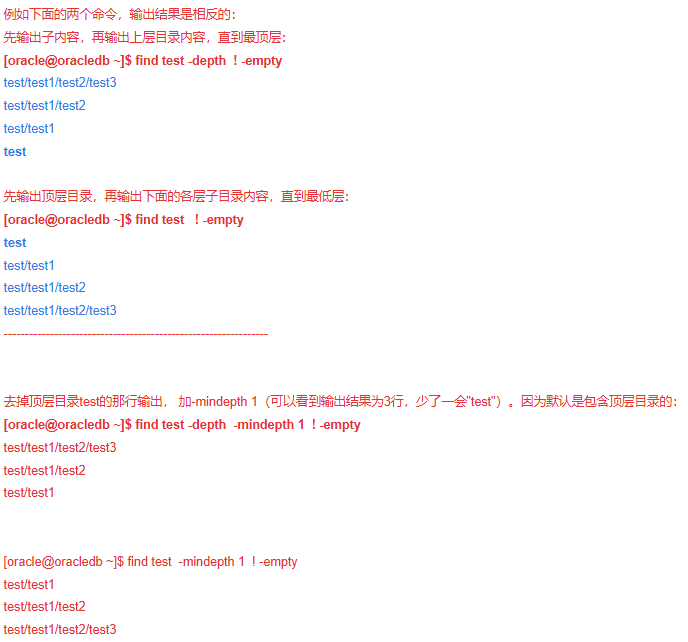 例如下面的两个命令，输出结果是相反的：
先输出子内容，再输出上层目录内容，直到最顶层：
[oracle@oracledb ~]$ find test -depth  ! -empty
test/test1/test2/test3
test/test1/test2
test/test1
test
先输出顶层目录，再输出下面的各层子目录内容，直到最低层：
[oracle@oracledb ~]$ find test   ! -empty
test
test/test1
test/test1/test2
test/test1/test2/test3
----------------------------------------------------------------
去掉顶层目录test的那行输出， 加-mindepth 1（可以看到输出结果为3行，少了一会"test"）。因为默认是包含顶层目录的：
[oracle@oracledb ~]$ find test -depth  -mindepth 1  ! -empty
test/test1/test2/test3
test/test1/test2
test/test1
[oracle@oracledb ~]$ find test  -mindepth 1  ! -empty
test/test1
test/test1/test2
test/test1/test2/test3